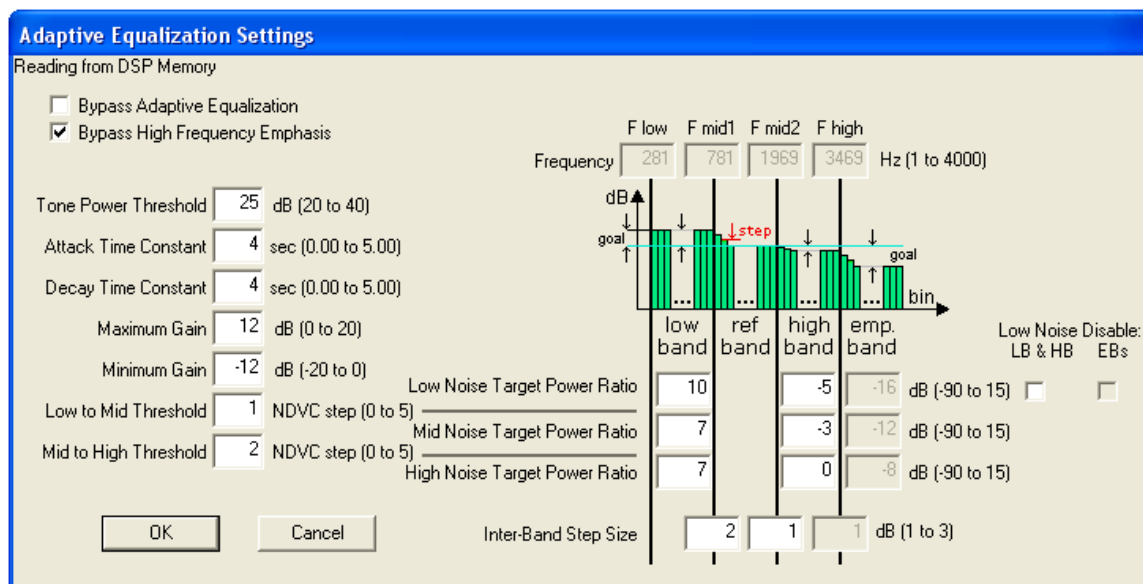 Adaptive Equalization Settings
Reading from DSP Memory
Bypass Adaptive Equalization
Bypass High Frequency Emphasis
F low F mid1 F mid2 F high
Frequency 281 781 1969 3469 Hz (1 to 4000)
Tone Power Threshold 25 dB (20 to 40)
Attack Time Constant 4 sec (0.00 to 5.00)
Decay Time Constant 4 sec (0.00 to 5.00)
Maximum Gain 12 dB (0 to 20)
Minimum Gain -12 dB (-20 to 0)
Low to Mid Threshold 1 NDVC step (0 to 5)
Mid to High Threshold 2 NDVC step (0 to 5)
dB
goal
step
goal
... ... ... ... bin
low band
ref band
high band
emp. band
Low Noise Disable:
LB & HB EBs
Low Noise Target Power Ratio 10 -5 -16 dB (-90 to 15)
Mid Noise Target Power Ratio 7 -3 -12 dB (-90 to 15)
High Noise Target Power Ratio 7 0 -8 dB (-90 to 15)
Inter-Band Step Size 2 1 1 dB (1 to 3)
OK Cancel